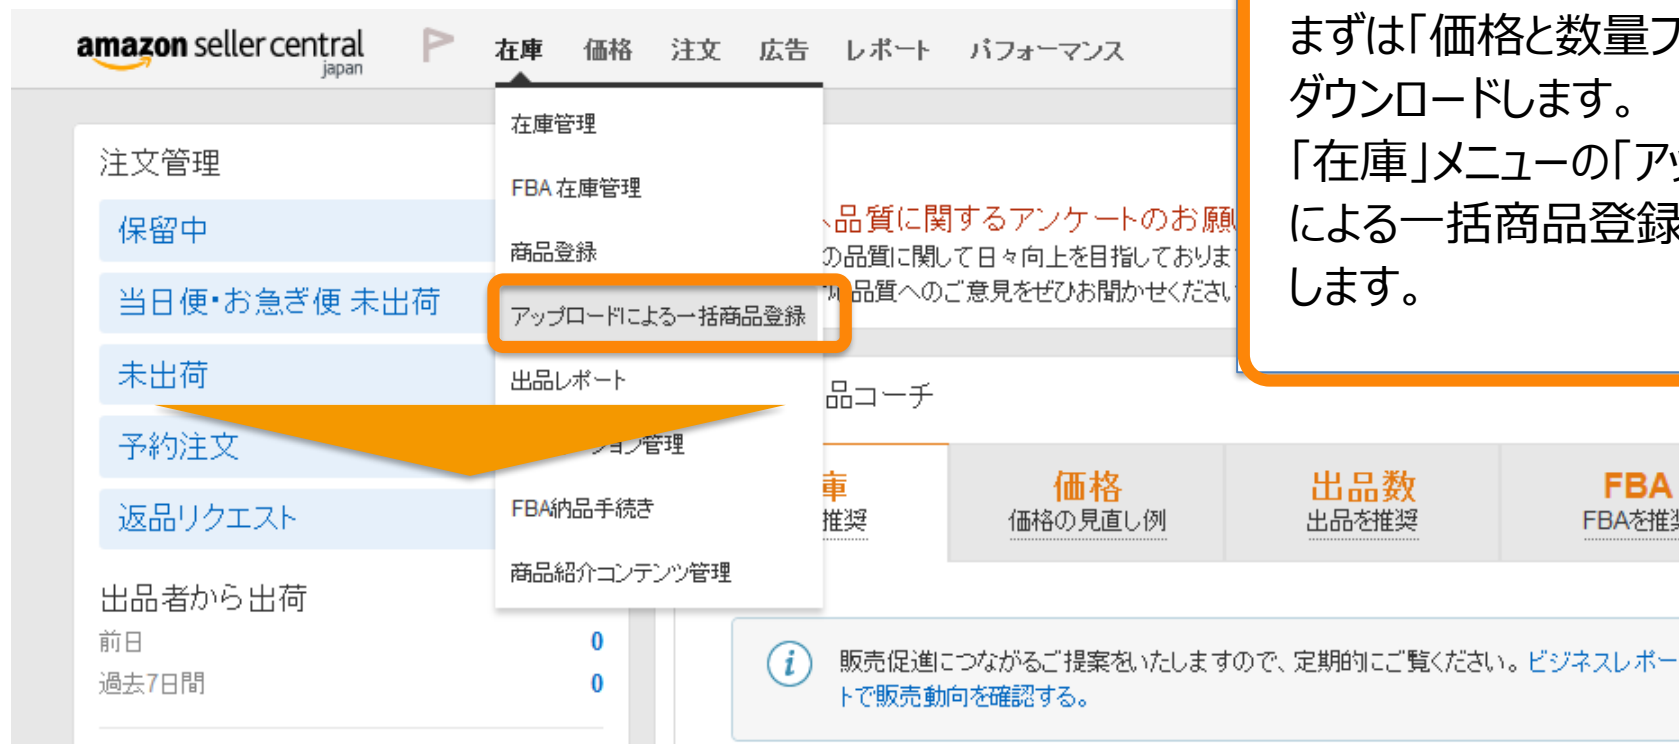 amazon seller central
japan
在庫 価格 注文 広告 レポート パフォーマンス
まずは「価格と数量フ
ダウンロードします。
「在庫」メニューの「アッ
による一括商品登録
します。
在庫管理
FBA 在庫管理
商品登録
アップロードによる一括商品登録
出品レポート
ション管理
FBA納品手続き
商品紹介コンテンツ管理
注文管理
保留中
当日便・お急ぎ便 未出荷
未出荷
予約注文
返品リクエスト
出品者から出荷
前日 0
過去7日間 0
品質に関するアンケートのお願
の品質に関して日々向上を目指しておりま
品質へのご意見をぜひお聞かせくださ
品コーチ
庫
推奨
価格
価格の見直し例
出品数
出品を推奨
FBA
FBAを推奨
i
販売促進につながるご提案をいたしますので、定期的にご覧ください。ビジネスレポー
トで販売動向を確認する。